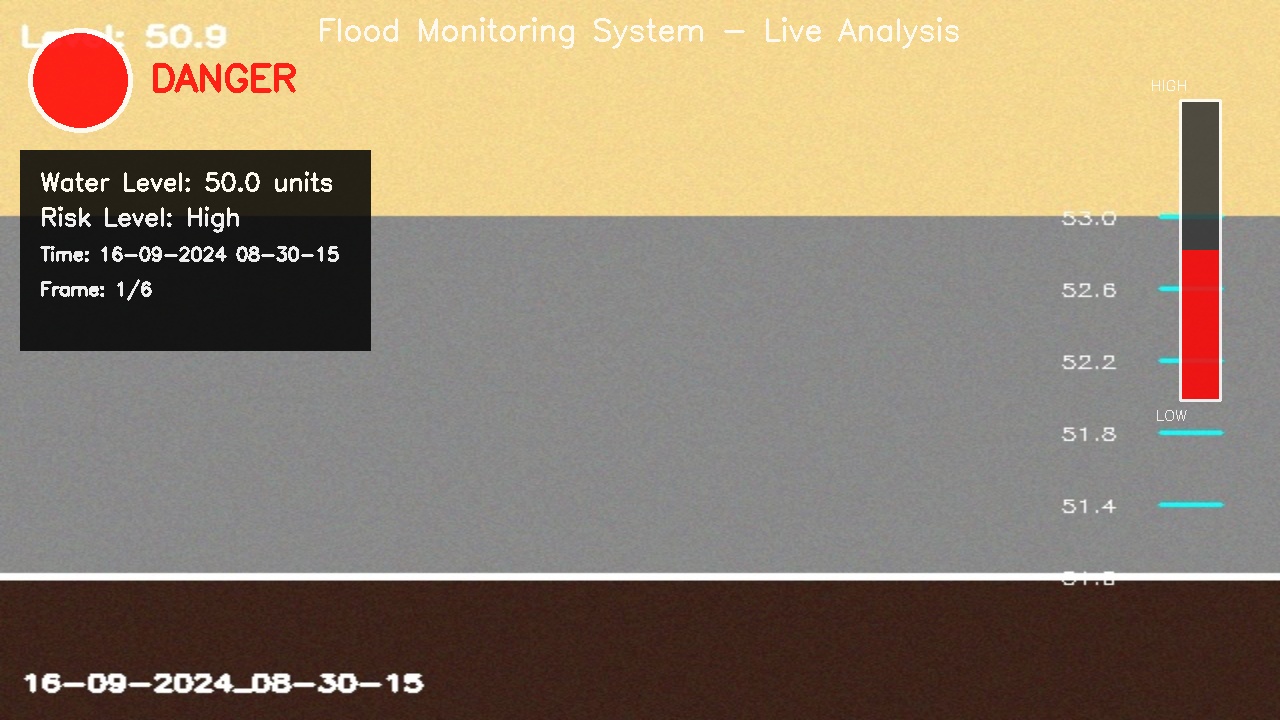 Flood Monitoring System - Live Analysis
50.9
DANGER
HIGH
Water Level: 50.0 units
Risk Level: High
Time: 16-09-2024 08-30-15
Frame: 1/6
53.0
52.6
52.2
LOW
51.8
51.4
16-09-2024_08-30-15